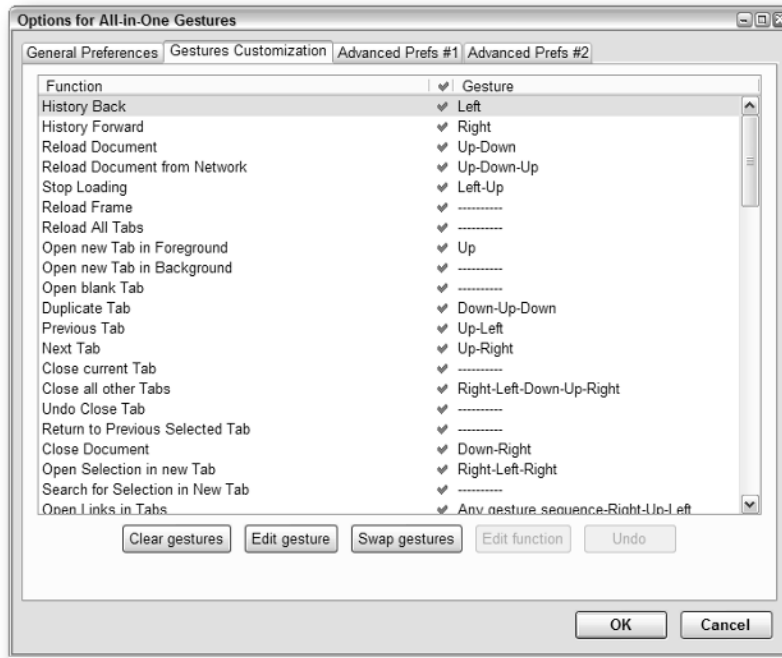 Options for All-in-One Gestures
General Preferences Gestures Customization Advanced Prefs #1 Advanced Prefs #2
Function Gesture
History Back Left
History Forward Right
Reload Document Up-Down
Reload Document from Network Up-Down-Up
Stop Loading Left-Up
Reload Frame ----------
Reload All Tabs ----------
Open new Tab in Foreground Up
Open new Tab in Background ----------
Open blank Tab ----------
Duplicate Tab Down-Up-Down
Previous Tab Up-Left
Next Tab Up-Right
Close current Tab ----------
Close all other Tabs Right-Left-Down-Up-Right
Undo Close Tab ----------
Return to Previous Selected Tab ----------
Close Document Down-Right
Open Selection in new Tab Right-Left-Right
Search for Selection in New Tab ----------
Open Links in Tabs Any gesture sequence-Right-Up-Left
Clear gestures Edit gesture Swap gestures Edit function Undo
OK Cancel